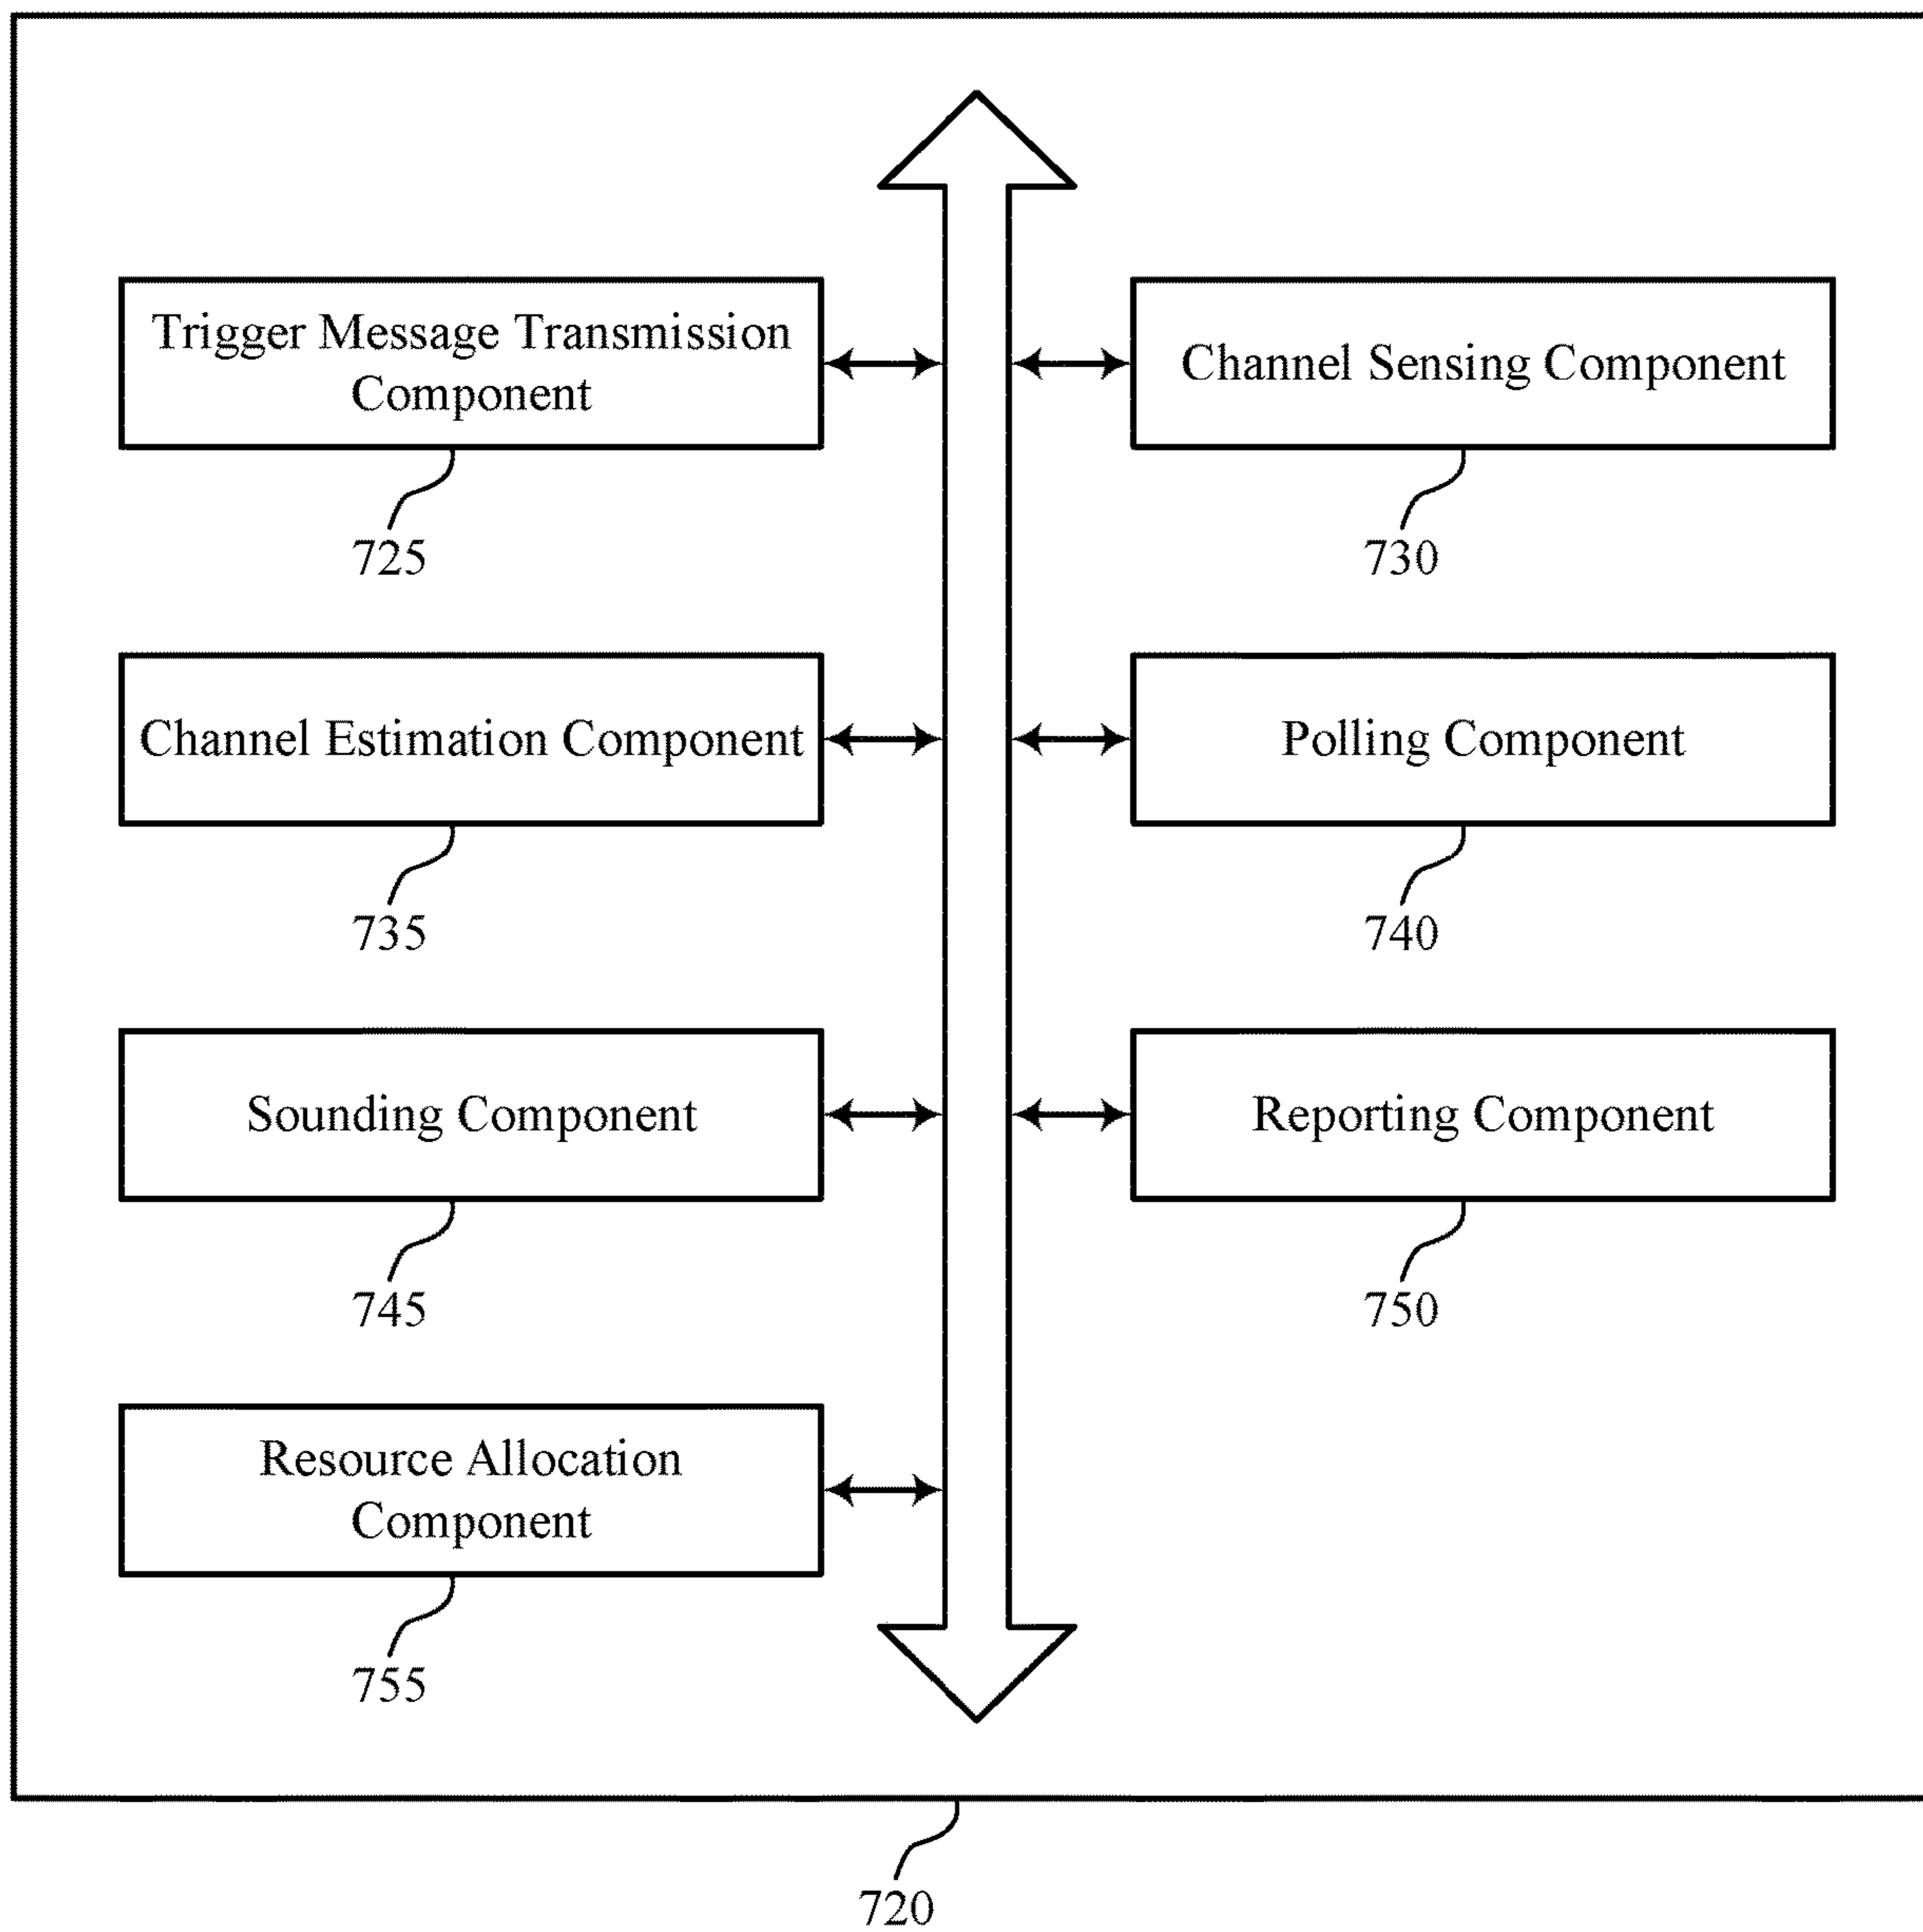 Trigger Message Transmission
Component
725
Channel Sensing Component
730
Channel Estimation Component
735
Polling Component
740
Sounding Component
745
Reporting Component
750
Resource Allocation
Component
755
720